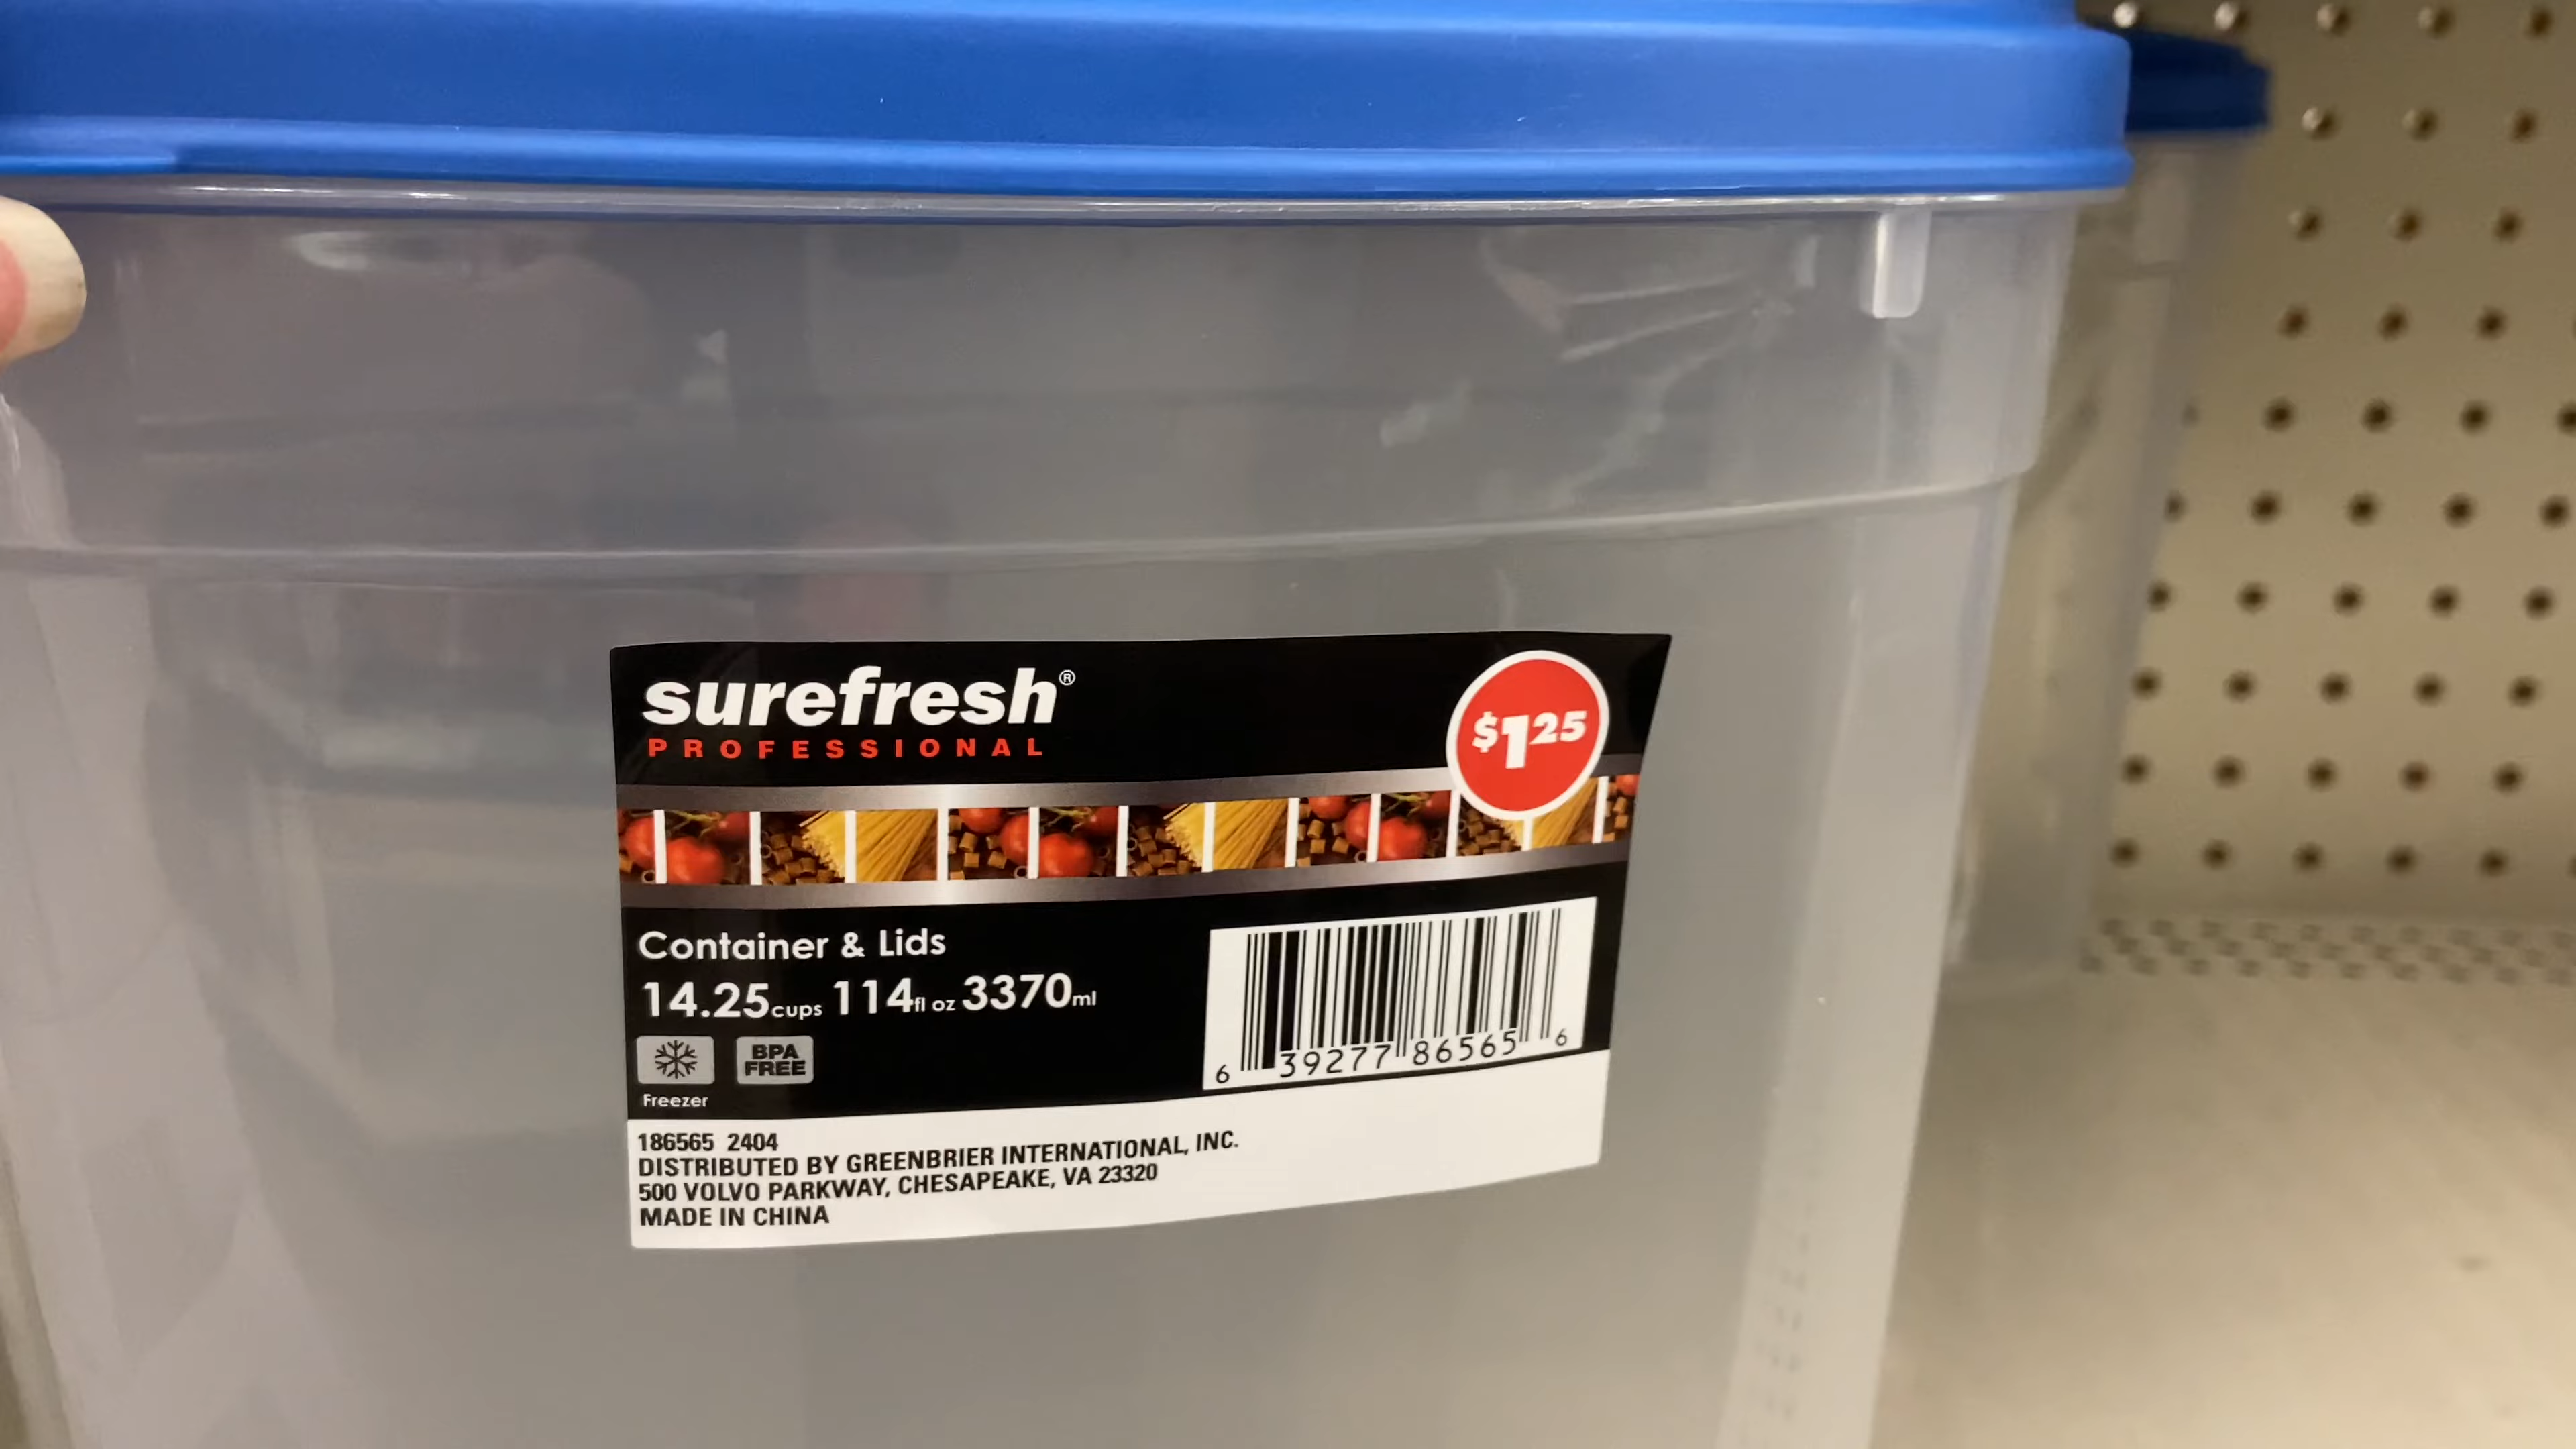 surefresh®
PROFESSIONAL
$1.25
Container & Lids
14.25cups 114fl oz 3370ml
BPA
FREE
Freezer
6 39277 86565 6
186565 2404
DISTRIBUTED BY GREENBRIER INTERNATIONAL, INC.
500 VOLVO PARKWAY, CHESAPEAKE, VA 23320
MADE IN CHINA